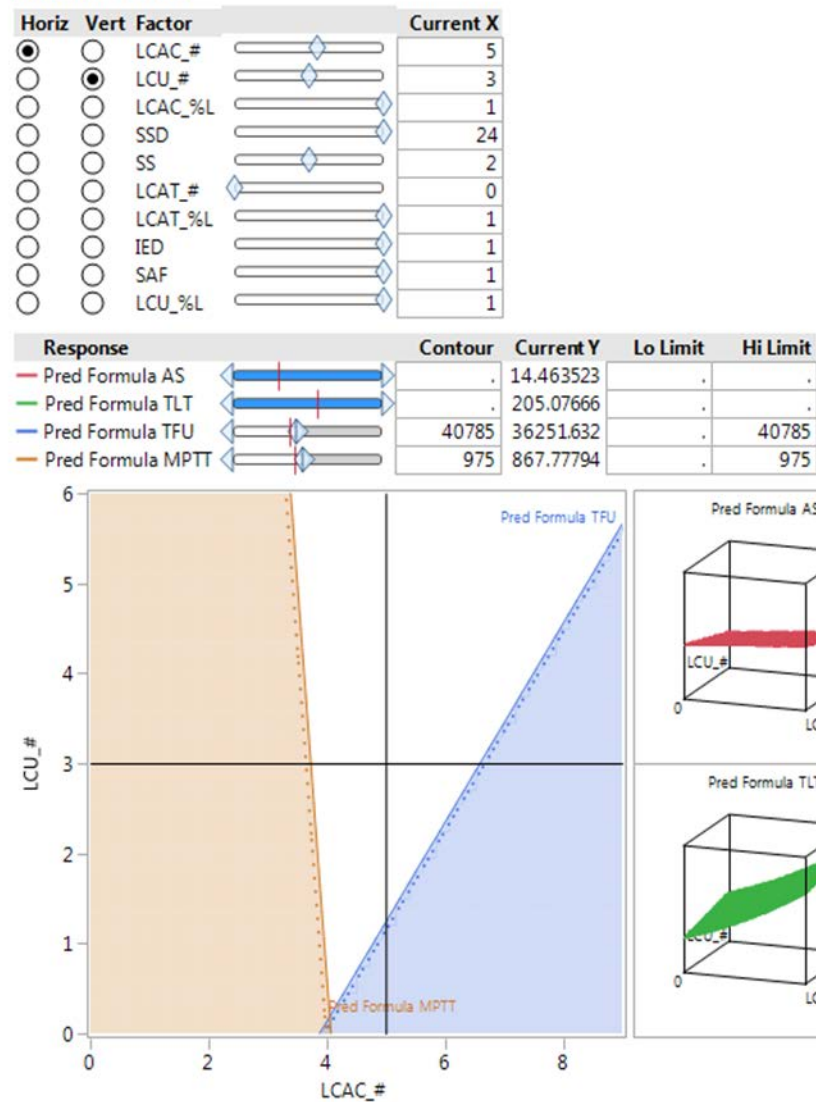 Horiz Vert Factor Current X
LCAC_# 5
LCU_# 3
LCAC_%L 1
SSD 24
SS 2
LCAT_# 0
LCAT_%L 1
IED 1
SAF 1
LCU_%L 1
Response Contour Current Y Lo Limit Hi Limit
Pred Formula AS . 14.463523 . .
Pred Formula TLT . 205.07666 . .
Pred Formula TFU 40785 36251.632 . 40785
Pred Formula MPTT 975 867.77794 . 975
6
5
4
3
2
1
0
LCU_#
Pred Formula TFU
Pred Formula MPTT
0 2 4 6 8
LCAC_#
Pred Formula AS
LCU_#
0
LC
Pred Formula TLT
LCU_#
0
LC